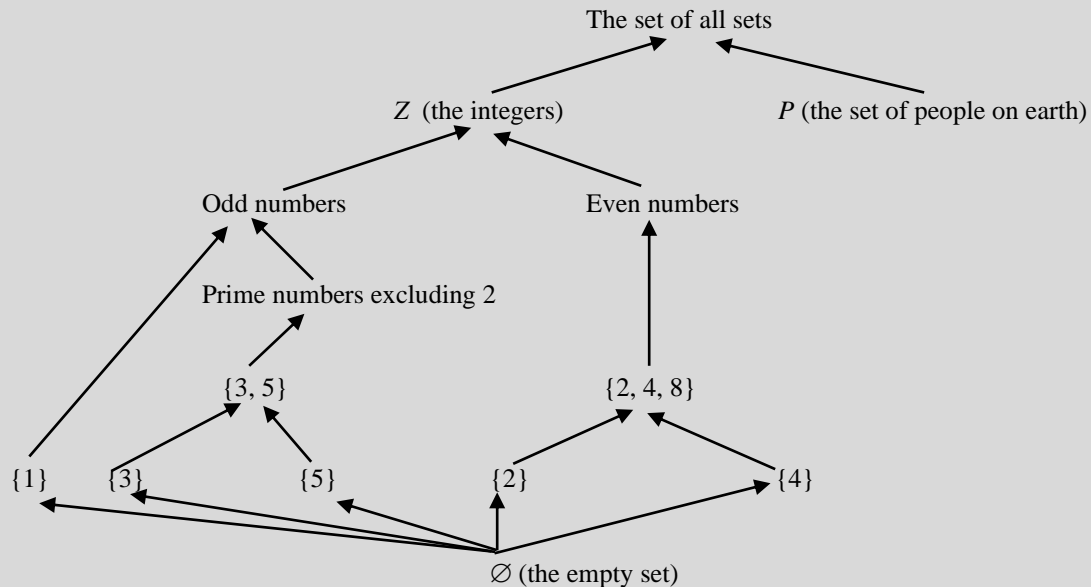 The set of all sets
Z (the integers) P (the set of people on earth)
Odd numbers Even numbers
Prime numbers excluding 2
{3, 5} {2, 4, 8}
{1} {3} {5} {2} {4}
∅ (the empty set)